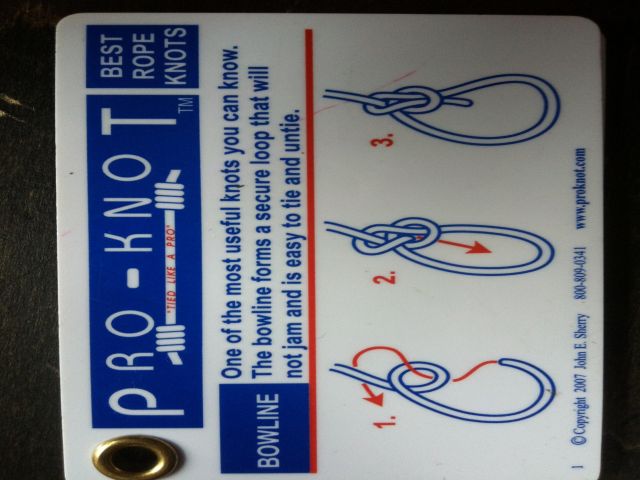 PRO-KNOT™
"TIED LIKE A PRO"
BEST
ROPE
KNOTS
BOWLINE
One of the most useful knots you can know.
The bowline forms a secure loop that will
not jam and is easy to tie and untie.
1.
2.
3.
1 ©Copyright 2007 John E. Sherry 800-809-0341 www.proknot.com